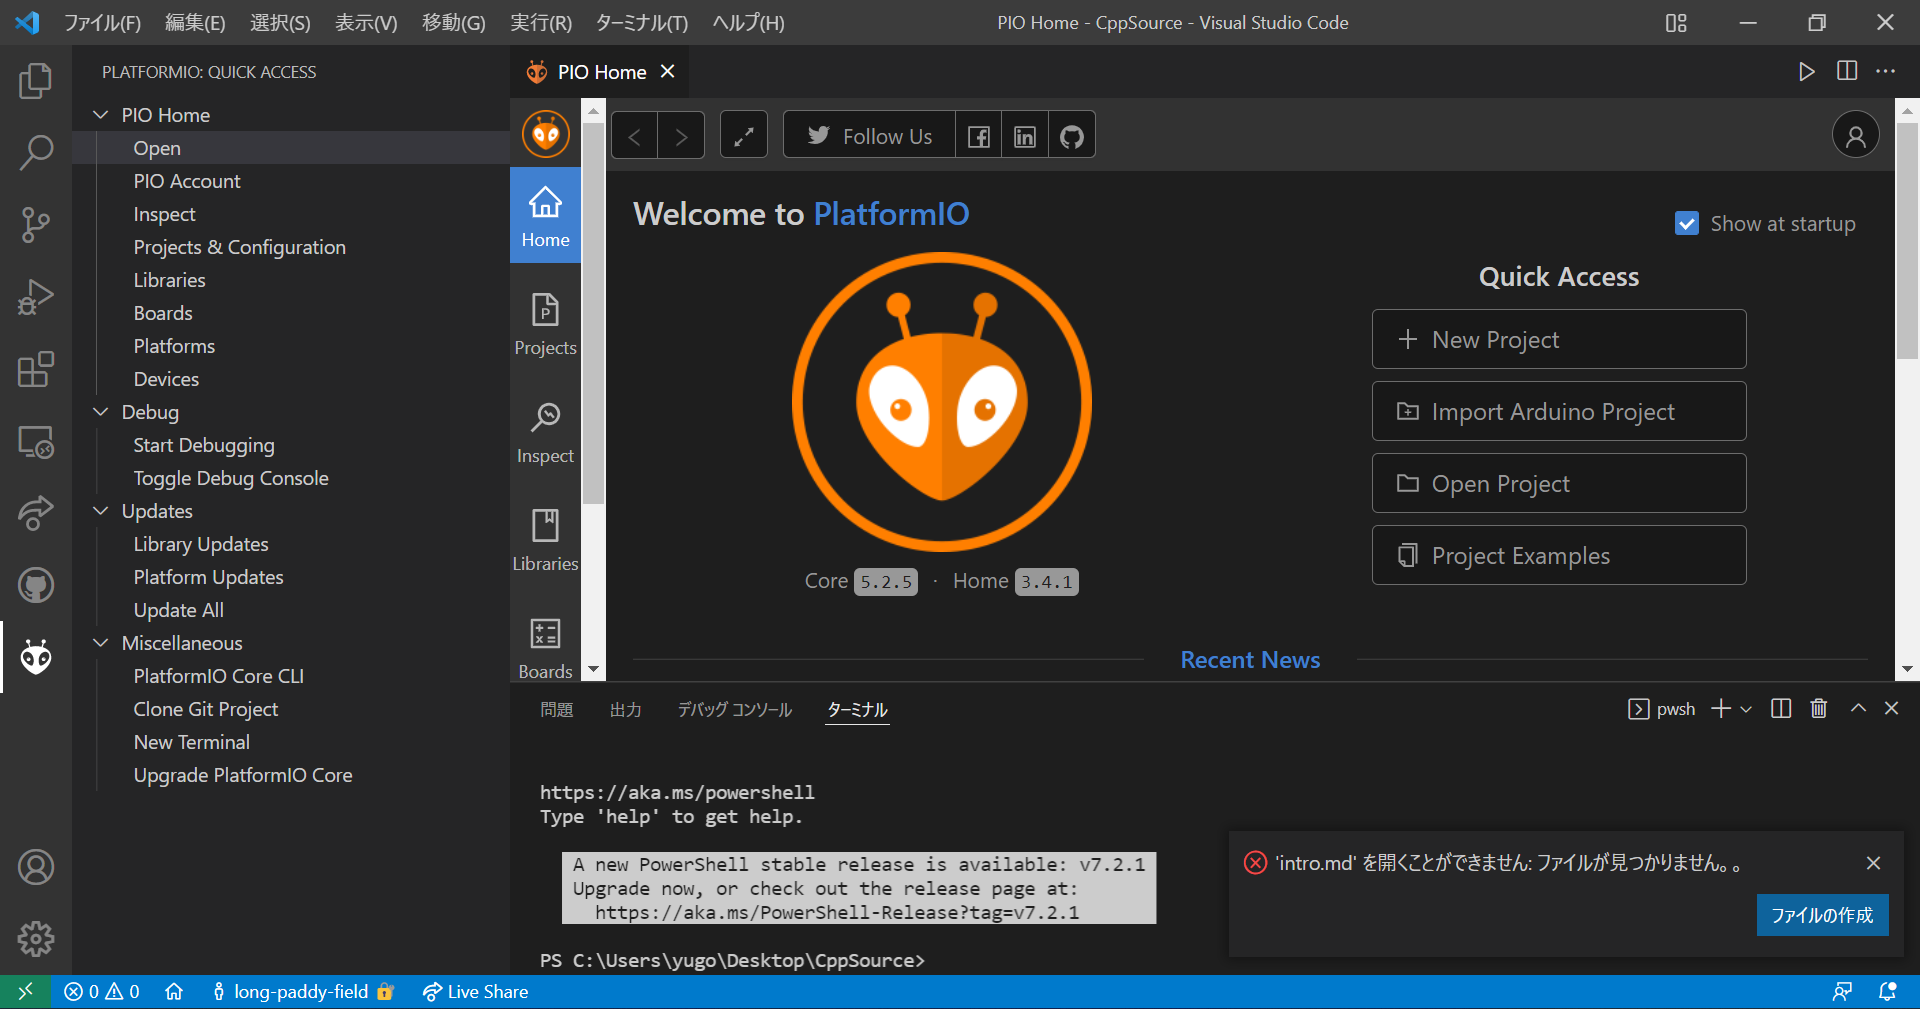 ファイル(F) 編集(E) 選択(S) 表示(V) 移動(G) 実行(R) ターミナル(T) ヘルプ(H)
PIO Home - CppSource - Visual Studio Code
PLATFORMIO: QUICK ACCESS
PIO Home
Open
PIO Account
Inspect
Projects & Configuration
Libraries
Boards
Platforms
Devices
Debug
Start Debugging
Toggle Debug Console
Updates
Library Updates
Platform Updates
Update All
Miscellaneous
PlatformIO Core CLI
Clone Git Project
New Terminal
Upgrade PlatformIO Core
PIO Home
Home
Projects
Inspect
Libraries
Boards
Follow Us
Welcome to PlatformIO
Show at startup
Core 5.2.5 · Home 3.4.1
Quick Access
New Project
Import Arduino Project
Open Project
Project Examples
Recent News
問題 出力 デバッグ コンソール ターミナル
pwsh
https://aka.ms/powershell
Type 'help' to get help.
A new PowerShell stable release is available: v7.2.1
Upgrade now, or check out the release page at:
https://aka.ms/PowerShell-Release?tag=v7.2.1
PS C:\Users\yugo\Desktop\CppSource>
'intro.md' を開くことができません: ファイルが見つかりません。。
ファイルの作成
0 0 long-paddy-field Live Share